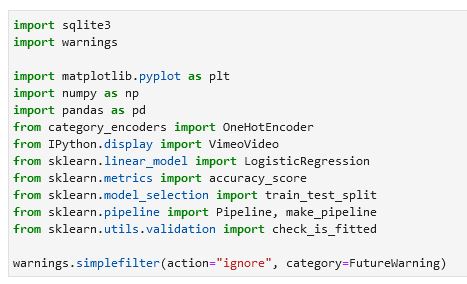 import sqlite3
import warnings
import matplotlib.pyplot as plt
import numpy as np
import pandas as pd
from category_encoders import OneHotEncoder
from IPython.display import VimeoVideo
from sklearn.linear_model import LogisticRegression
from sklearn.metrics import accuracy_score
from sklearn.model_selection import train_test_split
from sklearn.pipeline import Pipeline, make_pipeline
from sklearn.utils.validation import check_is_fitted
warnings.simplefilter(action="ignore", category=FutureWarning)